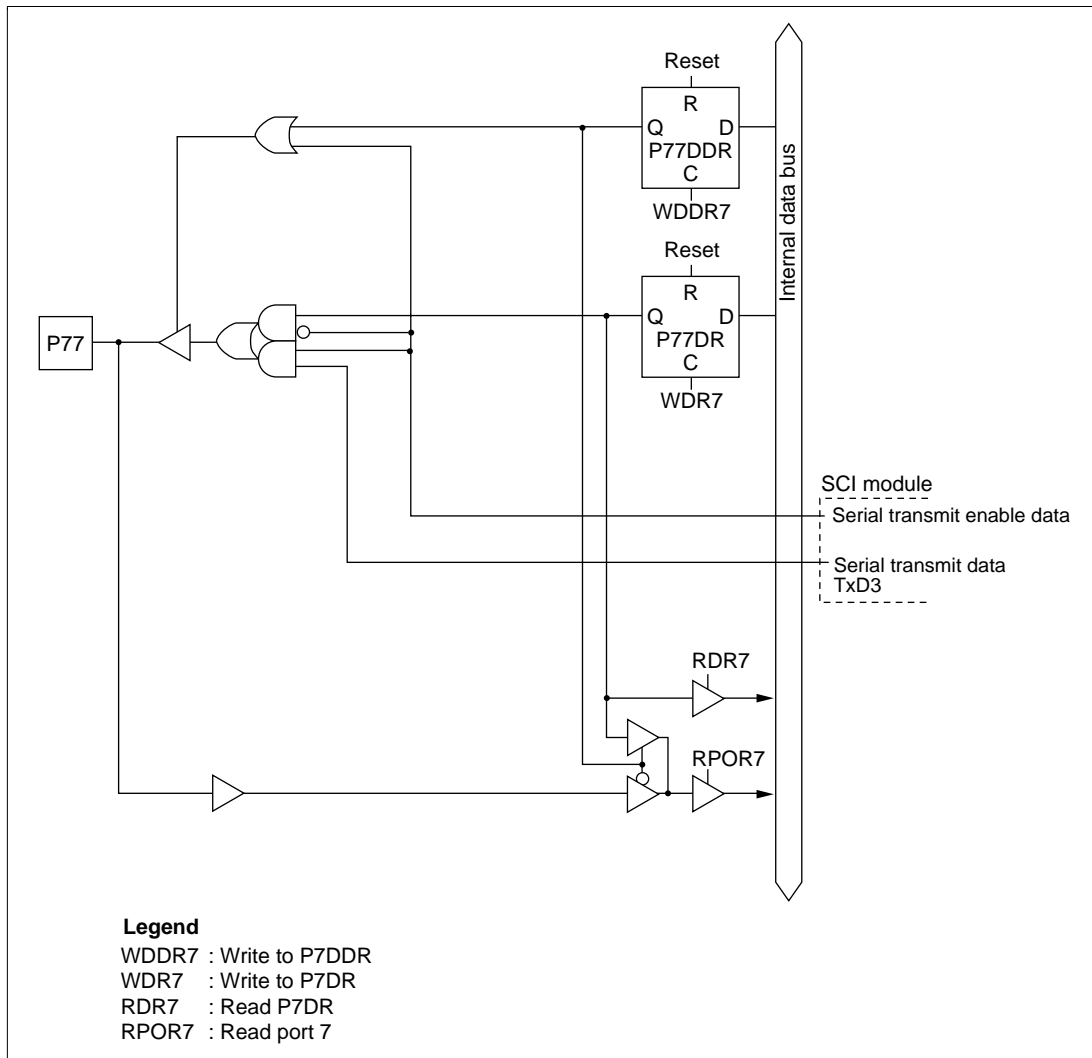 Reset
R
Q D
P77DDR
C
WDDR7
Reset
R
Q D
P77DR
C
WDR7
Internal data bus
P77
SCI module
Serial transmit enable data
Serial transmit data
TxD3
RDR7
RPOR7
Legend
WDDR7 : Write to P7DDR
WDR7 : Write to P7DR
RDR7 : Read P7DR
RPOR7 : Read port 7